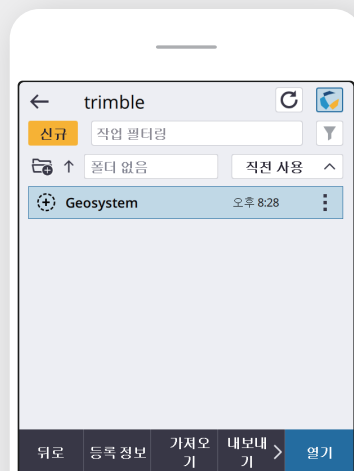 trimble
신규 작업 필터링
폴더 없음 직전 사용
Geosystem 오후 8:28
뒤로 등록 정보 가져오기 내보내기 열기